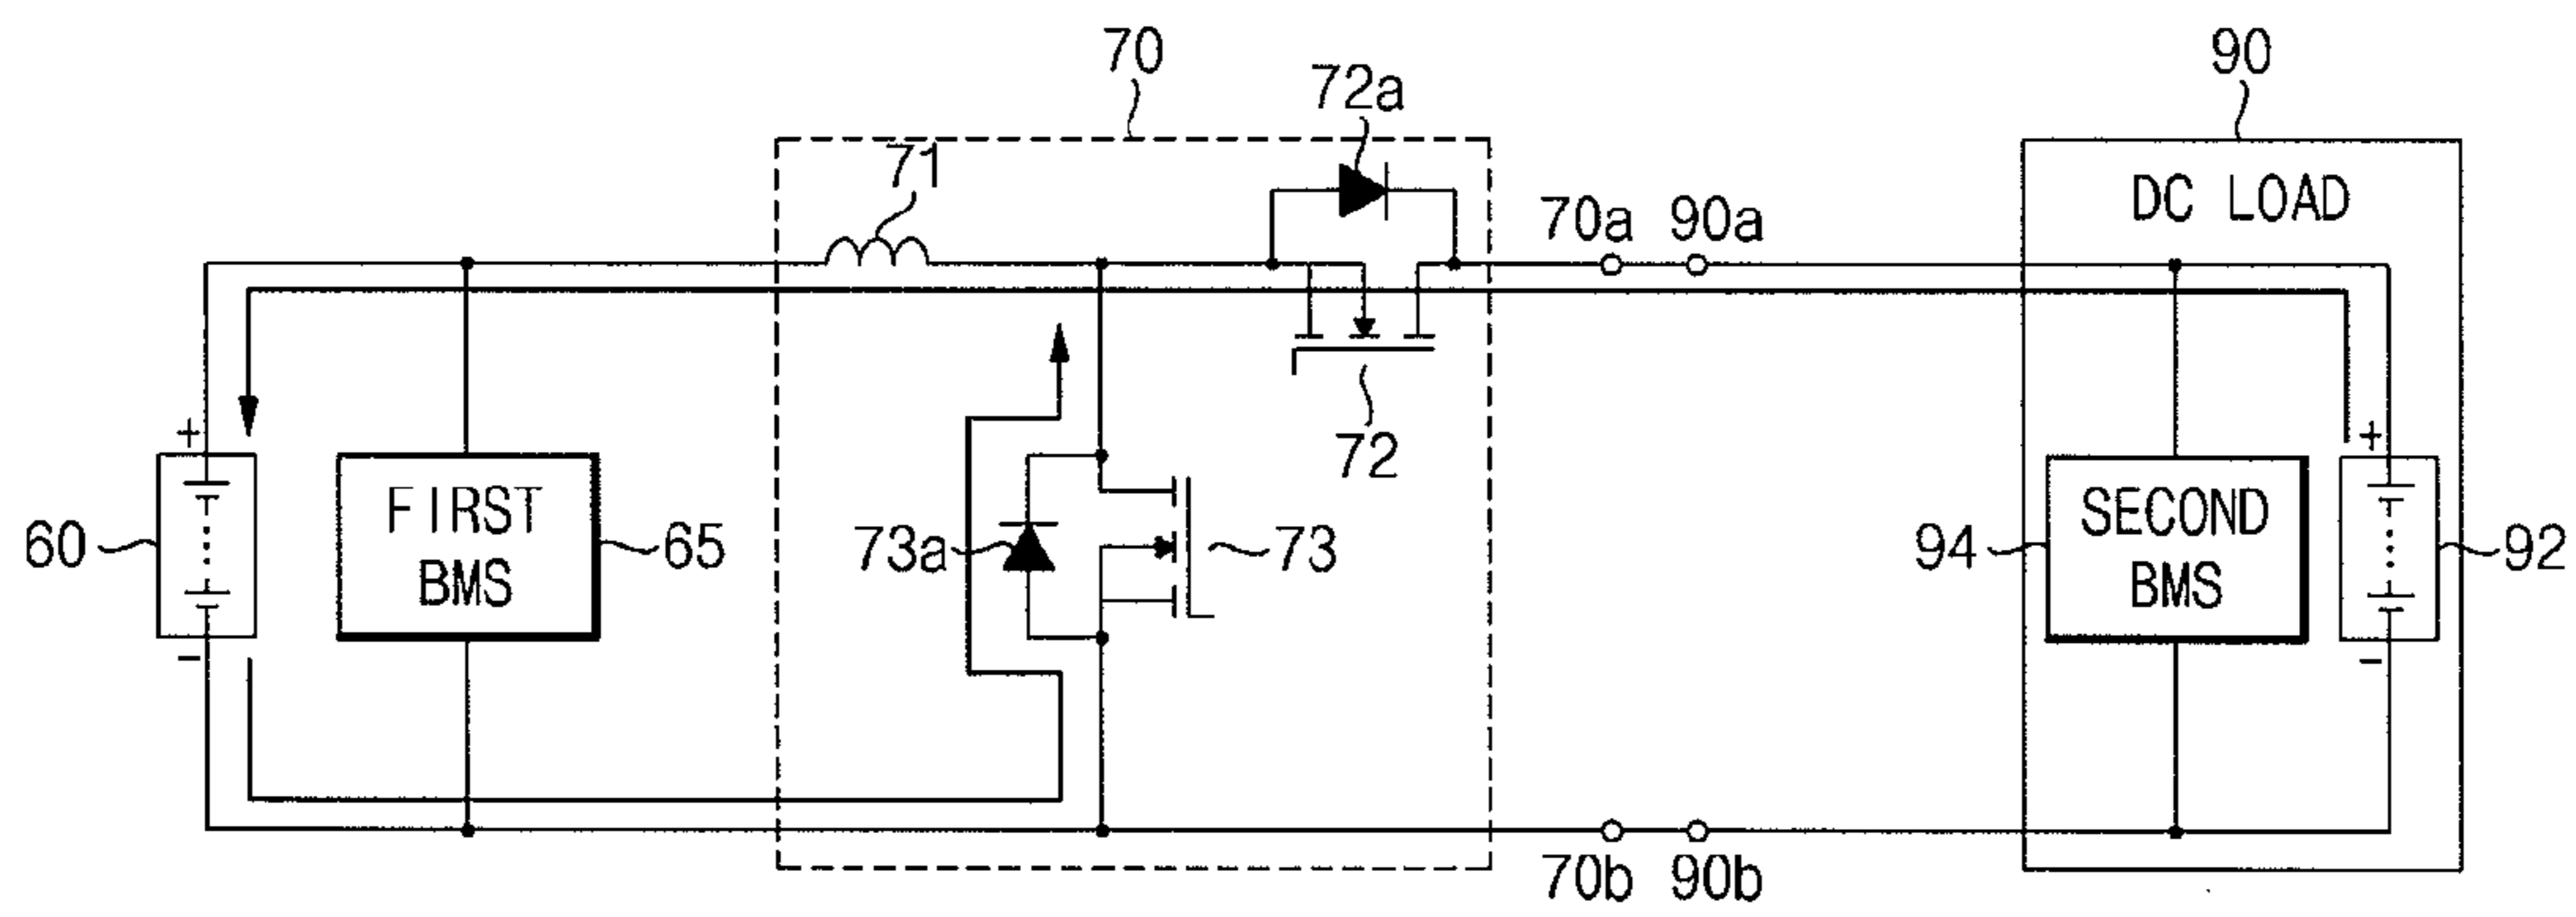 70
90
72a
71
DC LOAD
70a 90a
72
+
+
60
FIRST
BMS
65
73a
73
94
SECOND
BMS
92
−
−
70b 90b